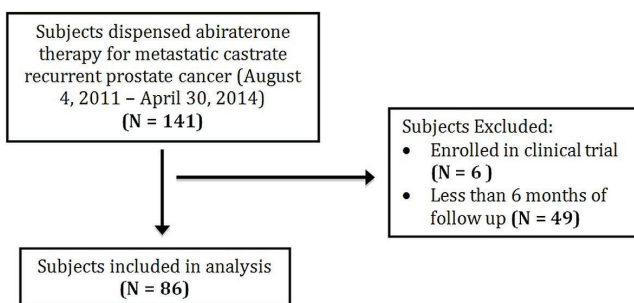 Subjects dispensed abiraterone
therapy for metastatic castrate
recurrent prostate cancer (August
4, 2011 – April 30, 2014)
(N = 141)
Subjects Excluded:
• Enrolled in clinical trial
(N = 6 )
• Less than 6 months of
follow up (N = 49)
Subjects included in analysis
(N = 86)